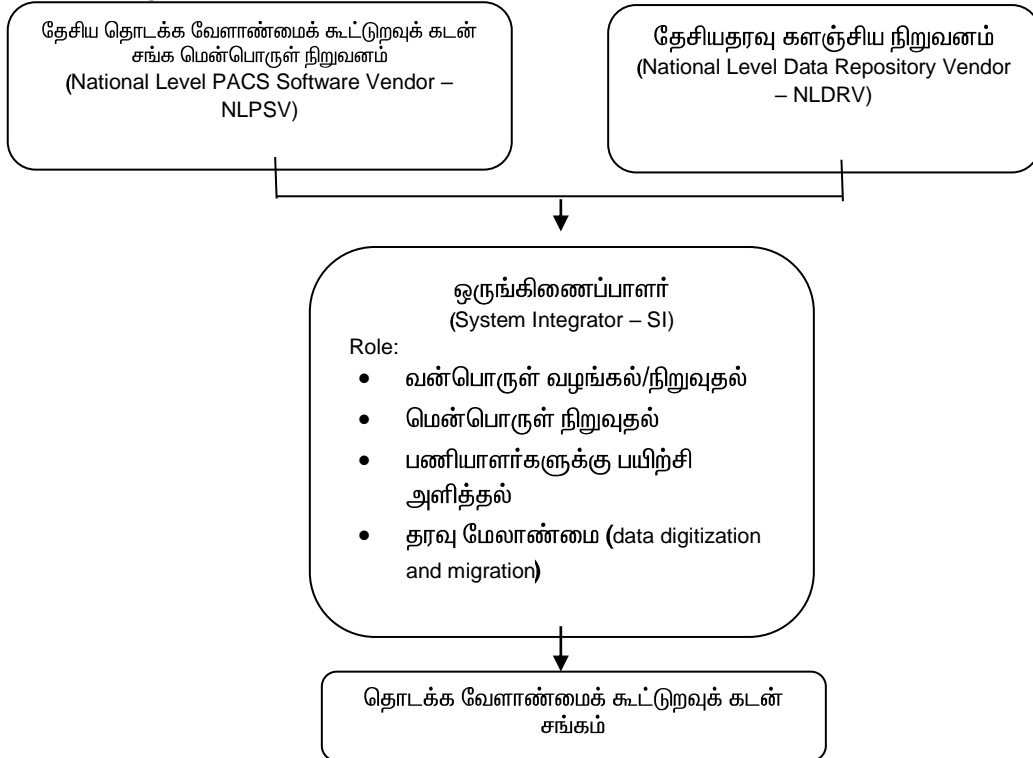 தேசிய தொடக்க வேளாண்மைக் கூட்டுறவுக் கடன்
சங்க மென்பொருள் நிறுவனம்
(National Level PACS Software Vendor –
NLPSV)
தேசியதரவு களஞ்சிய நிறுவனம்
(National Level Data Repository Vendor
– NLDRV)
ஒருங்கிணைப்பாளர்
(System Integrator – SI)
Role:
• வன்பொருள் வழங்கல்/நிறுவுதல்
• மென்பொருள் நிறுவுதல்
• பணியாளர்களுக்கு பயிற்சி
அளித்தல்
• தரவு மேலாண்மை (data digitization
and migration)
தொடக்க வேளாண்மைக் கூட்டுறவுக் கடன்
சங்கம்